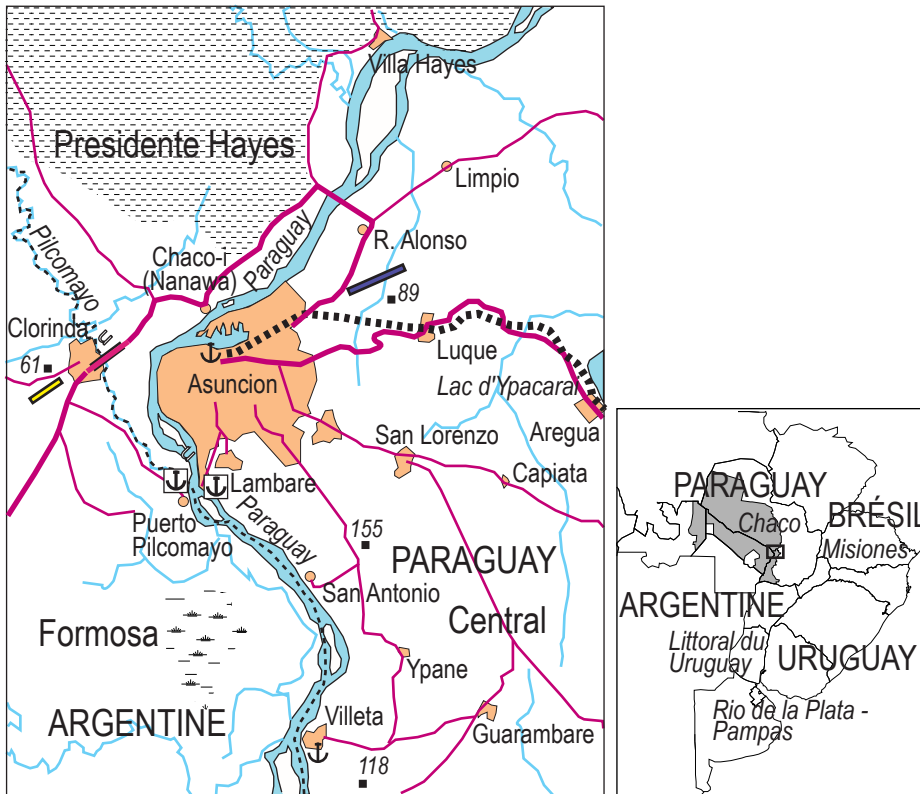 Villa Hayes
Presidente Hayes
Limpio
Paraguay
R. Alonso
Pilcomayo
Chaco-i
(Nanawa)
89
Clorinda
61
Luque
Asuncion
Lac d'Ypacarai
Aregua
San Lorenzo
Capiata
Lambare
Puerto
Pilcomayo
Paraguay
155
PARAGUAY
San Antonio
Formosa
Central
Ypane
ARGENTINE
Villeta
Guarambare
118
PARAGUAY
Chaco
BRÉSIL
Misiones
ARGENTINE
Littoral du
Uruguay
URUGUAY
Rio de la Plata -
Pampas